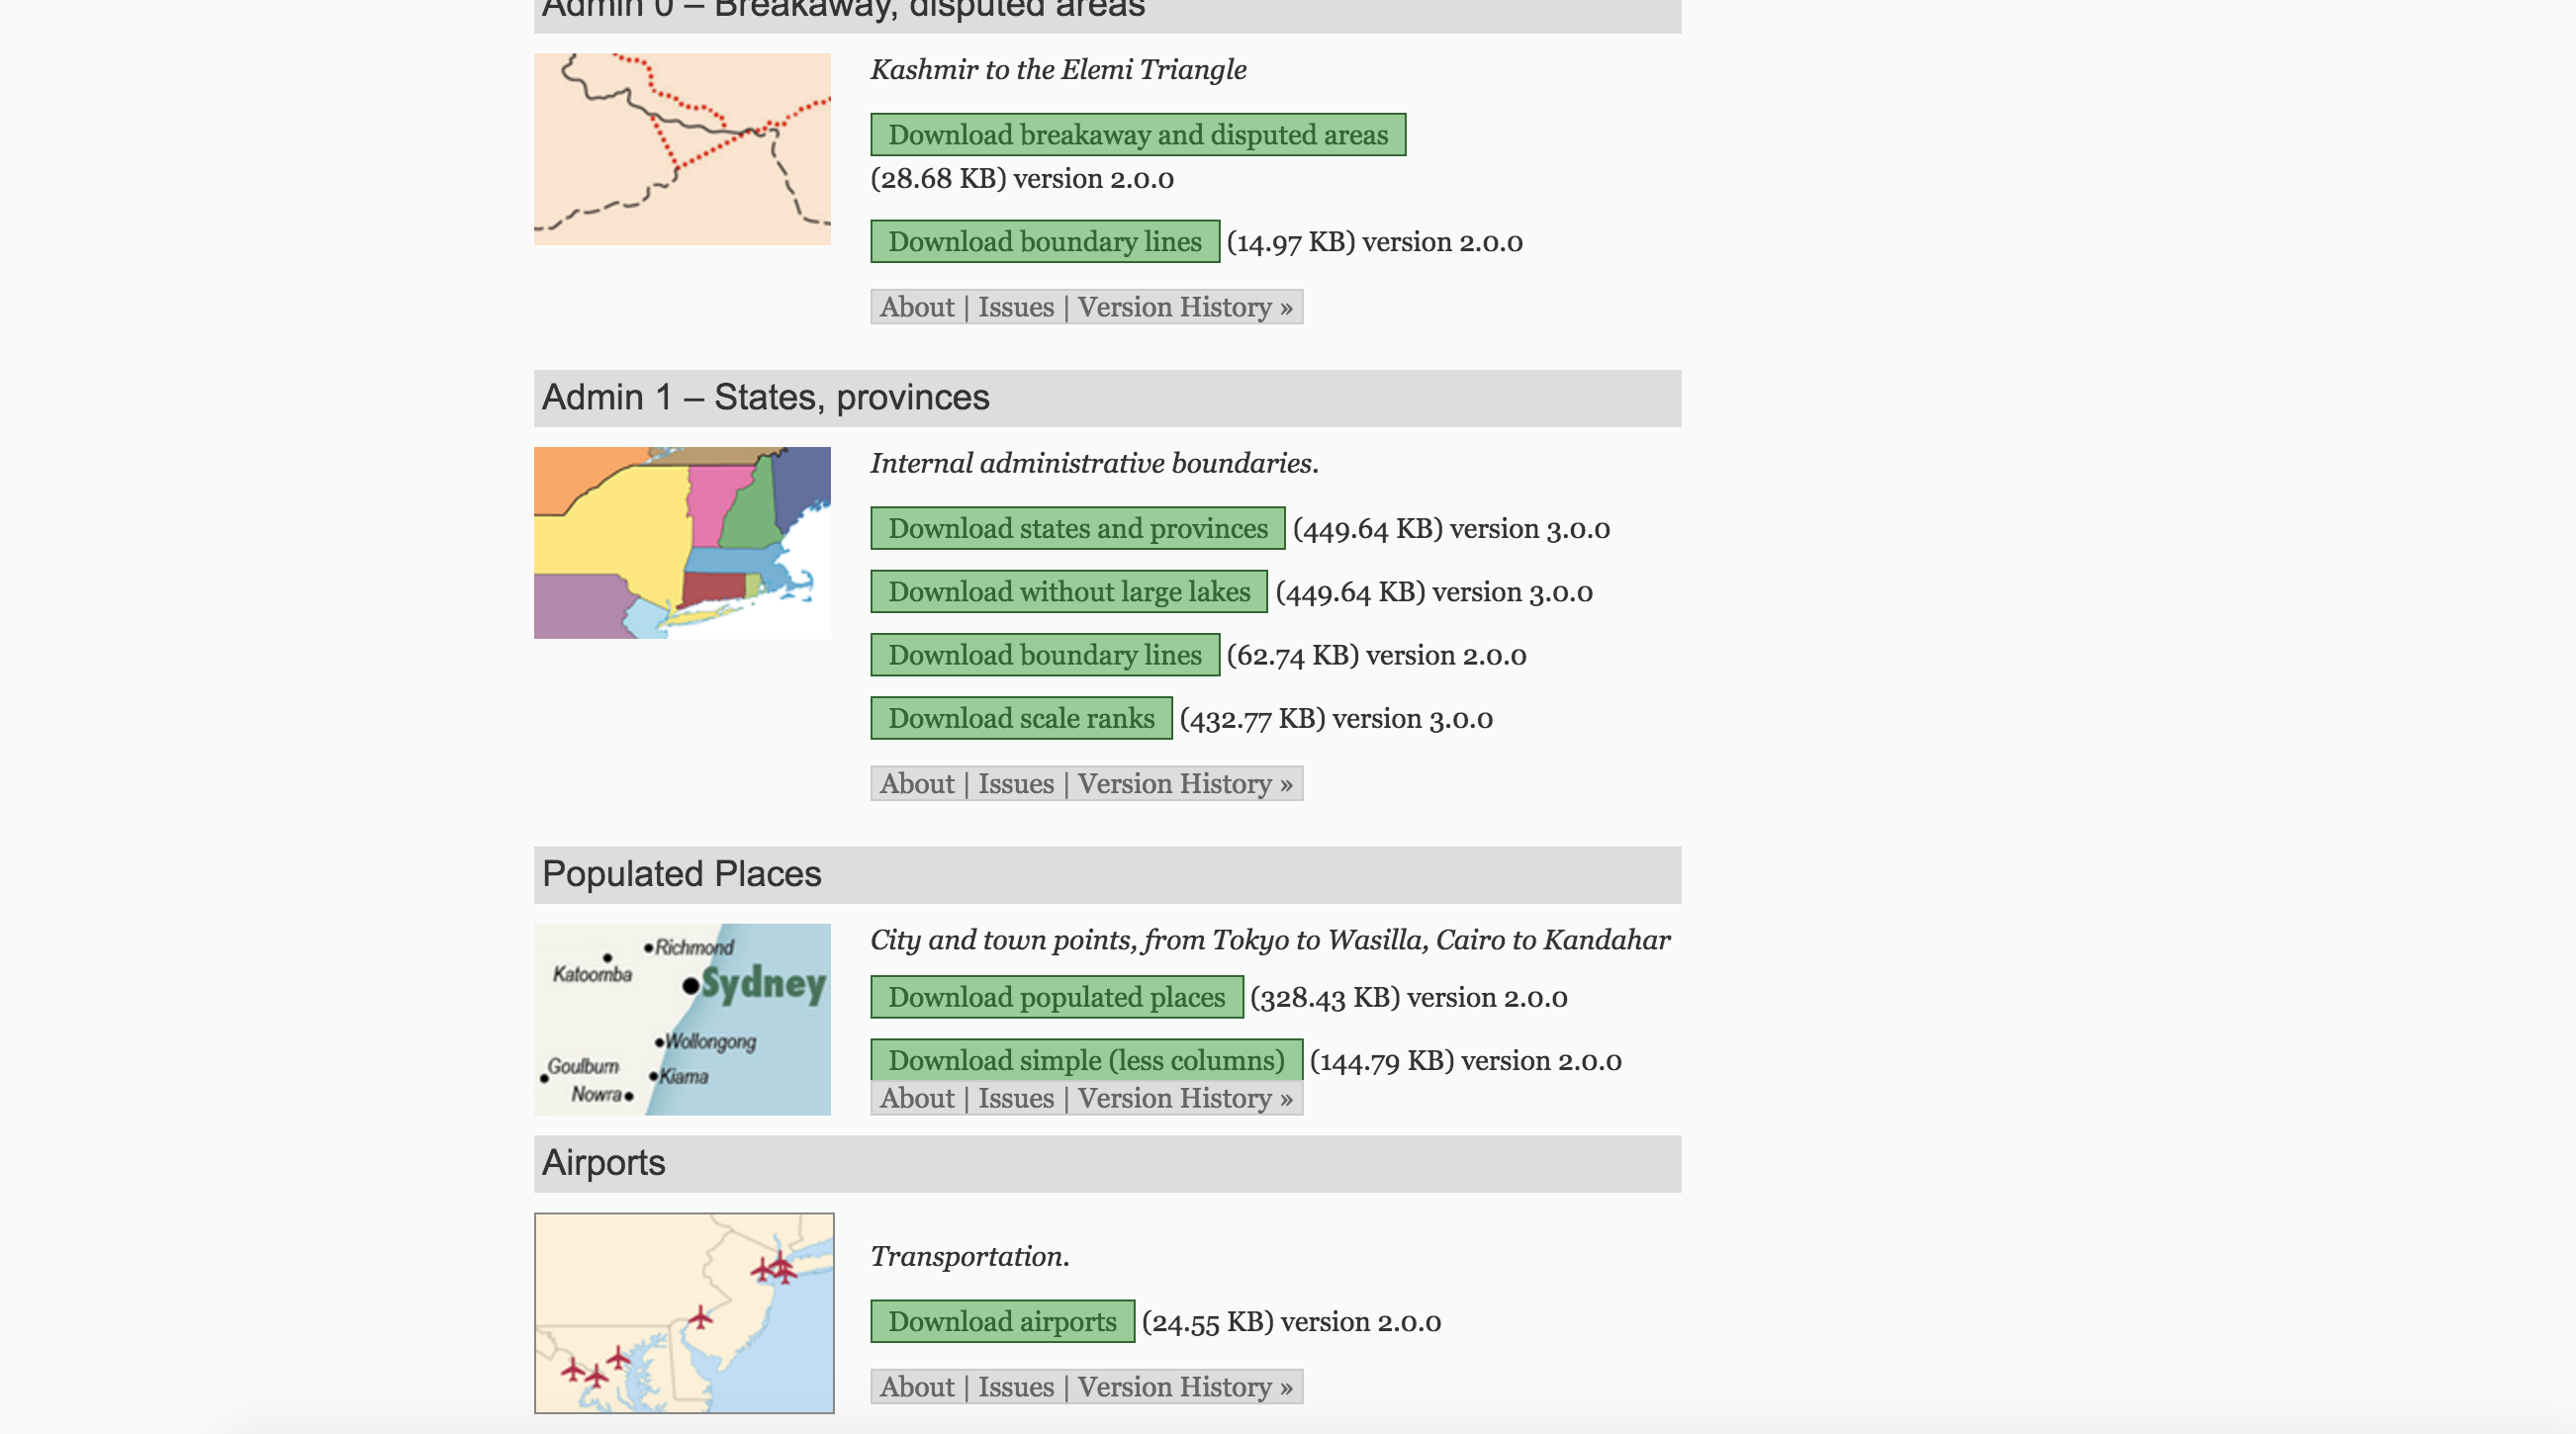 Admin 0 – Breakaway, disputed areas
Kashmir to the Elemi Triangle
Download breakaway and disputed areas
(28.68 KB) version 2.0.0
Download boundary lines (14.97 KB) version 2.0.0
About | Issues | Version History »
Admin 1 – States, provinces
Internal administrative boundaries.
Download states and provinces (449.64 KB) version 3.0.0
Download without large lakes (449.64 KB) version 3.0.0
Download boundary lines (62.74 KB) version 2.0.0
Download scale ranks (432.77 KB) version 3.0.0
About | Issues | Version History »
Populated Places
Richmond
Katoomba
Sydney
Wollongong
Goulburn
Kiama
Nowra
City and town points, from Tokyo to Wasilla, Cairo to Kandahar
Download populated places (328.43 KB) version 2.0.0
Download simple (less columns) (144.79 KB) version 2.0.0
About | Issues | Version History »
Airports
Transportation.
Download airports (24.55 KB) version 2.0.0
About | Issues | Version History »